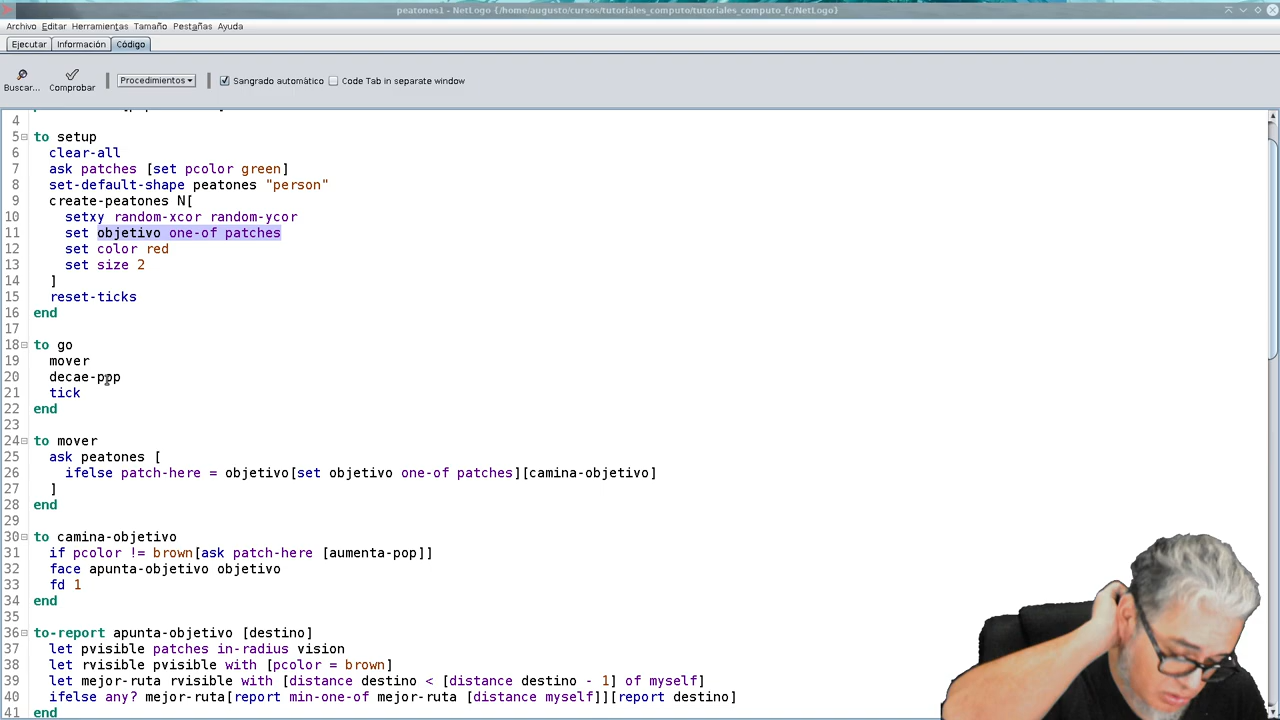 peatones1 - NetLogo {/home/augusto/cursos/tutoriales_computo/tutoriales_computo_fc/NetLogo}
Archivo Editar Herramientas Tamaño Pestañas Ayuda
Ejecutar Información Código
Buscar... Comprobar Procedimientos Sangrado automático Code Tab in separate window
4
5 to setup
6 clear-all
7 ask patches [set pcolor green]
8 set-default-shape peatones "person"
9 create-peatones N[
10 setxy random-xcor random-ycor
11 set objetivo one-of patches
12 set color red
13 set size 2
14 ]
15 reset-ticks
16 end
17
18 to go
19 mover
20 decae-pop
21 tick
22 end
23
24 to mover
25 ask peatones [
26 ifelse patch-here = objetivo[set objetivo one-of patches][camina-objetivo]
27 ]
28 end
29
30 to camina-objetivo
31 if pcolor != brown[ask patch-here [aumenta-pop]]
32 face apunta-objetivo objetivo
33 fd 1
34 end
35
36 to-report apunta-objetivo [destino]
37 let pvisible patches in-radius vision
38 let rvisible pvisible with [pcolor = brown]
39 let mejor-ruta rvisible with [distance destino < [distance destino - 1] of myself]
40 ifelse any? mejor-ruta[report min-one-of mejor-ruta [distance myself]][report destino]
41 end